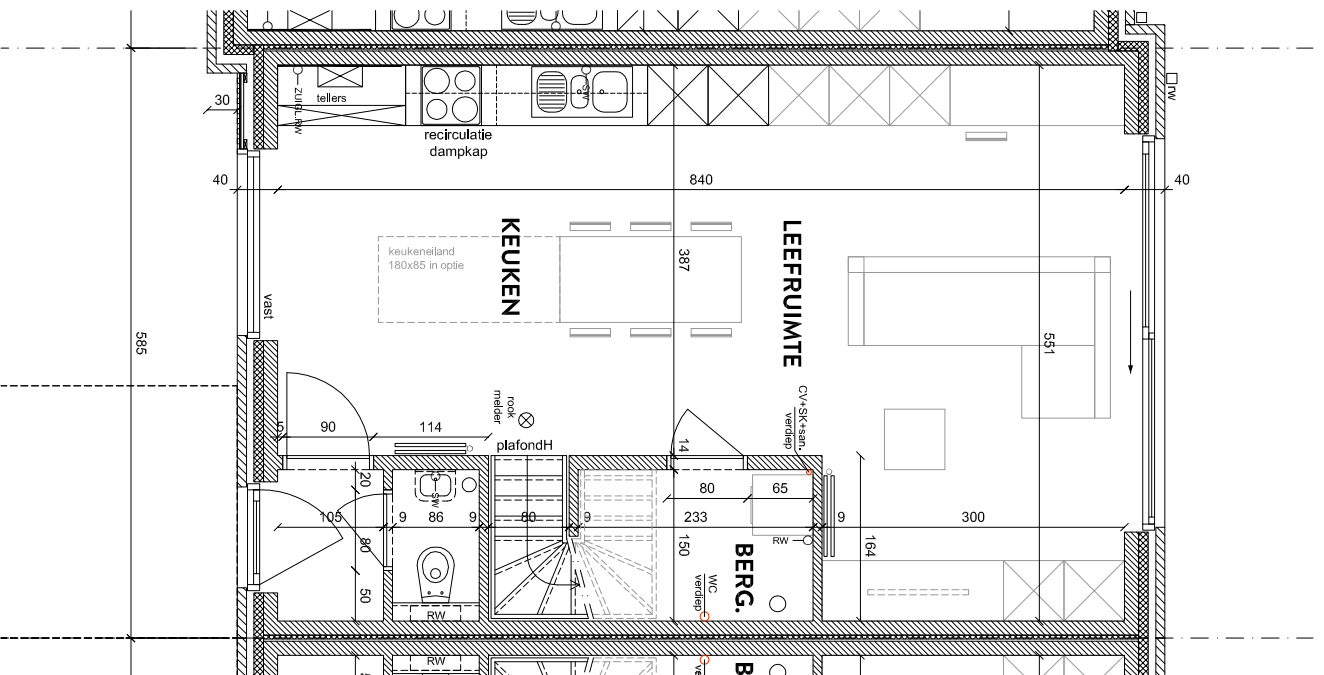 ZUIGL.RW
tellers
SW
recirculatie
dampkap
rw
30
40
840
40
KEUKEN
LEEFRUIMTE
keukeneiland
180x85 in optie
387
vast
585
551
rook
melder
plafondH
CV+SK+san.
verdiep
5
90
114
14
20
SW
80
65
105
9
86
9
80
9
233
9
300
RW
80
150
164
BERG.
WC
verdiep
50
RW
RW